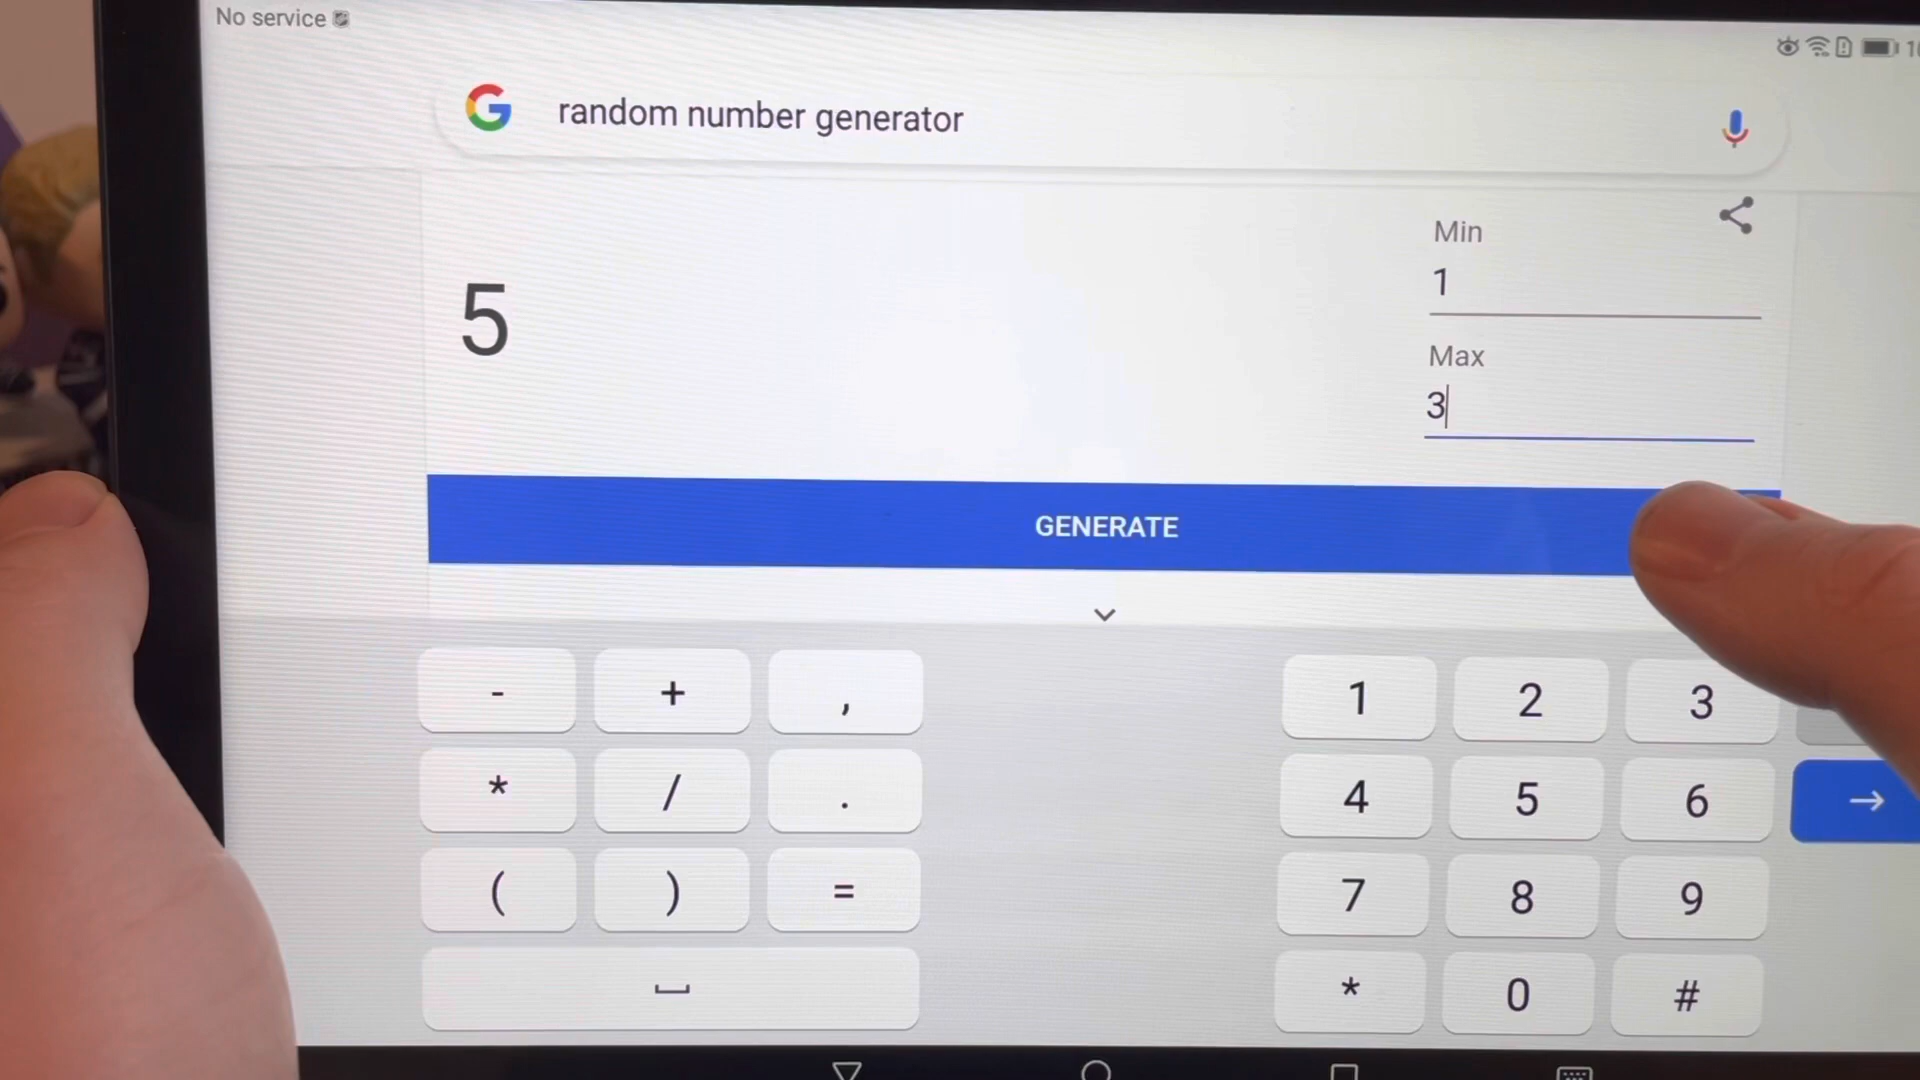 No service
10
random number generator
Min
1
5
Max
3
GENERATE
- + , 1 2 3
* / . 4 5 6 →
( ) = 7 8 9
* 0 #